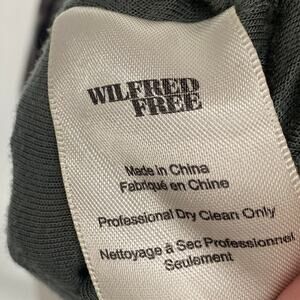 WILFRED
FREE
Made in China
Fabriqué en Chine
Professional Dry Clean Only
Nettoyage à Sec Professionnel
Seulement